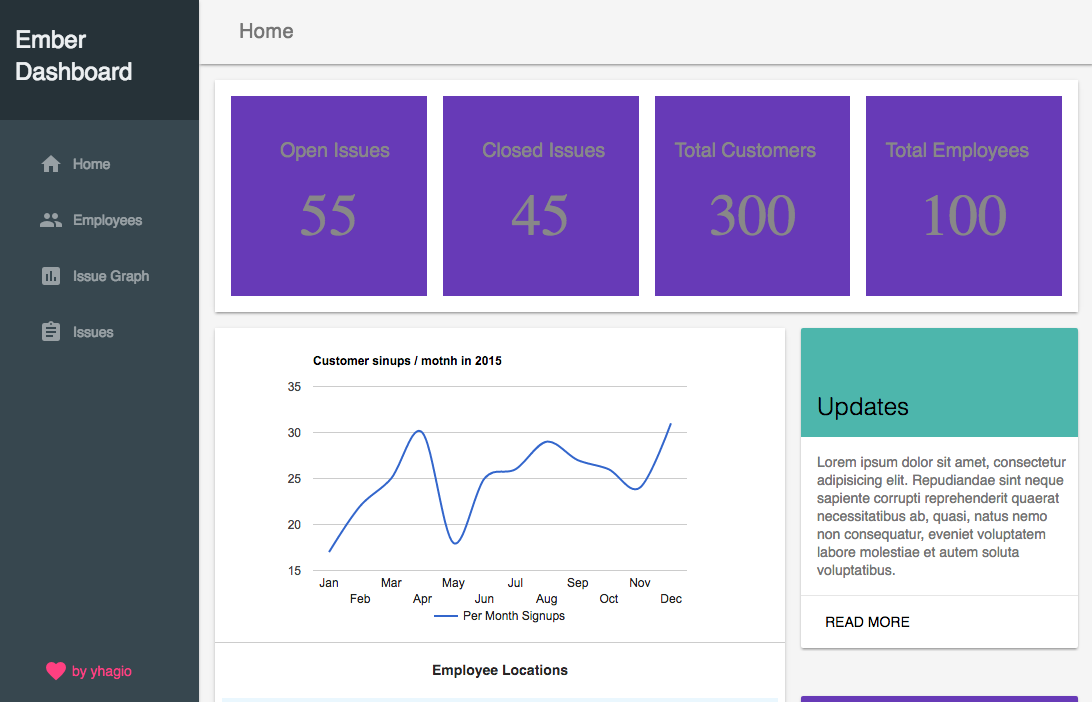 Ember
Dashboard
Home
Employees
Issue Graph
Issues
by yhagio
Home
Open Issues
55
Closed Issues
45
Total Customers
300
Total Employees
100
Customer sinups / motnh in 2015
35
30
25
20
15
Jan
Feb
Mar
Apr
May
Jun
Jul
Aug
Sep
Oct
Nov
Dec
Per Month Signups
Employee Locations
Updates
Lorem ipsum dolor sit amet, consectetur
adipisicing elit. Repudiandae sint neque
sapiente corrupti reprehenderit quaerat
necessitatibus ab, quasi, natus nemo
non consequatur, eveniet voluptatem
labore molestiae et autem soluta
voluptatibus.
READ MORE